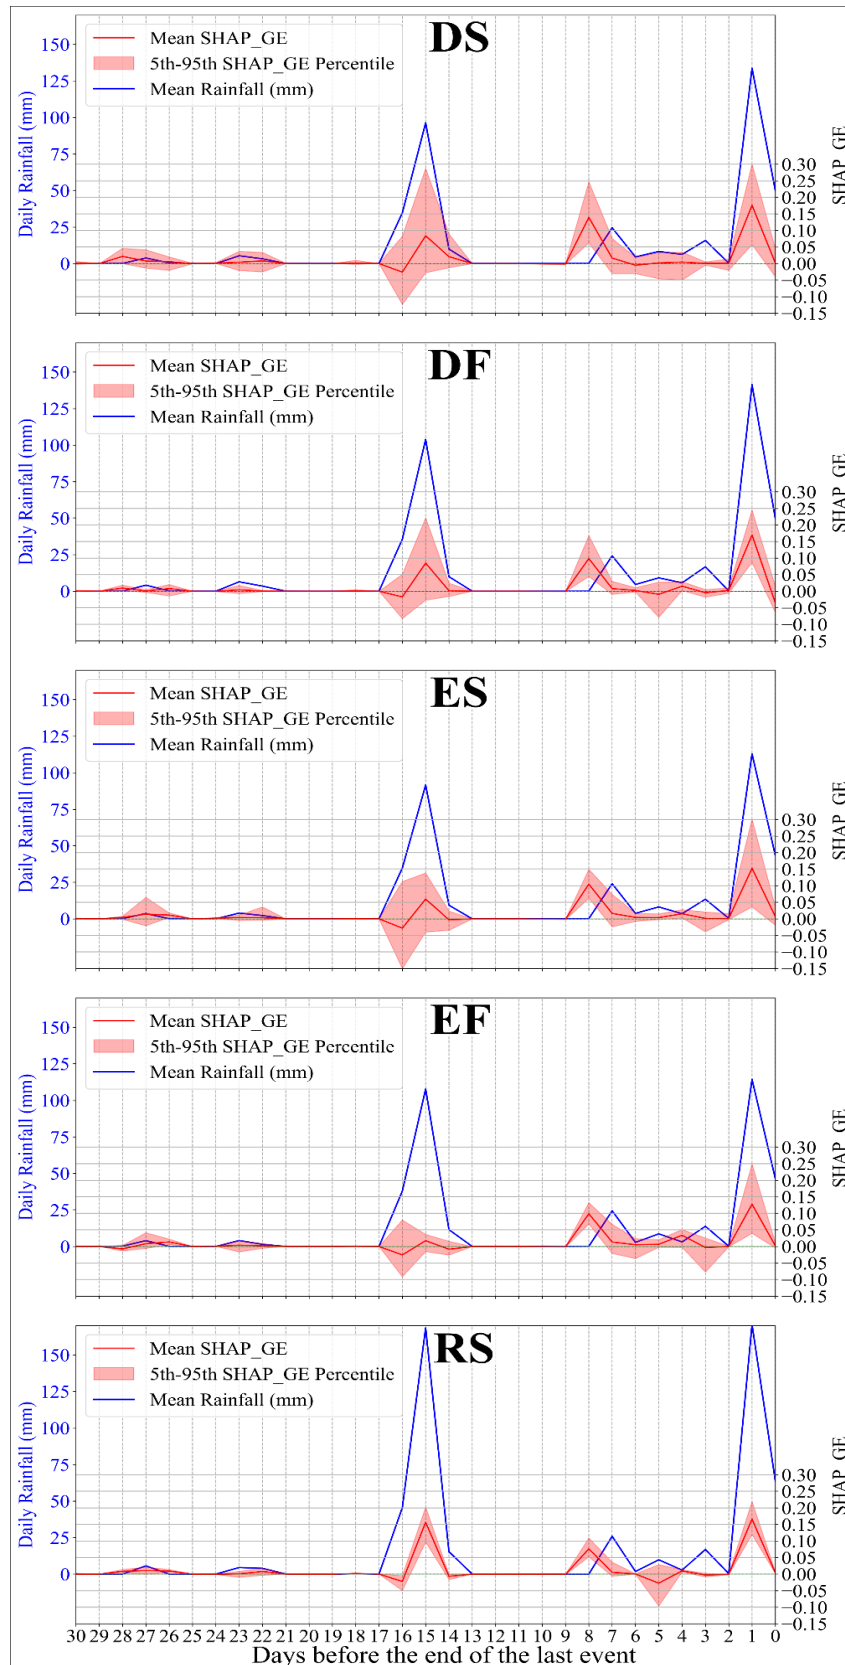 DS
Mean SHAP_GE
5th-95th SHAP_GE Percentile
Mean Rainfall (mm)
Daily Rainfall (mm)
150
125
100
75
50
25
0
SHAP_GE
0.30
0.25
0.20
0.15
0.10
0.05
0.00
−0.05
−0.10
−0.15
DF
Mean SHAP_GE
5th-95th SHAP_GE Percentile
Mean Rainfall (mm)
Daily Rainfall (mm)
150
125
100
75
50
25
0
SHAP_GE
0.30
0.25
0.20
0.15
0.10
0.05
0.00
−0.05
−0.10
−0.15
ES
Mean SHAP_GE
5th-95th SHAP_GE Percentile
Mean Rainfall (mm)
Daily Rainfall (mm)
150
125
100
75
50
25
0
SHAP_GE
0.30
0.25
0.20
0.15
0.10
0.05
0.00
−0.05
−0.10
−0.15
EF
Mean SHAP_GE
5th-95th SHAP_GE Percentile
Mean Rainfall (mm)
Daily Rainfall (mm)
150
125
100
75
50
25
0
SHAP_GE
0.30
0.25
0.20
0.15
0.10
0.05
0.00
−0.05
−0.10
−0.15
RS
Mean SHAP_GE
5th-95th SHAP_GE Percentile
Mean Rainfall (mm)
Daily Rainfall (mm)
150
125
100
75
50
25
0
SHAP_GE
0.30
0.25
0.20
0.15
0.10
0.05
0.00
−0.05
−0.10
−0.15
30 29 28 27 26 25 24 23 22 21 20 19 18 17 16 15 14 13 12 11 10 9 8 7 6 5 4 3 2 1 0
Days before the end of the last event